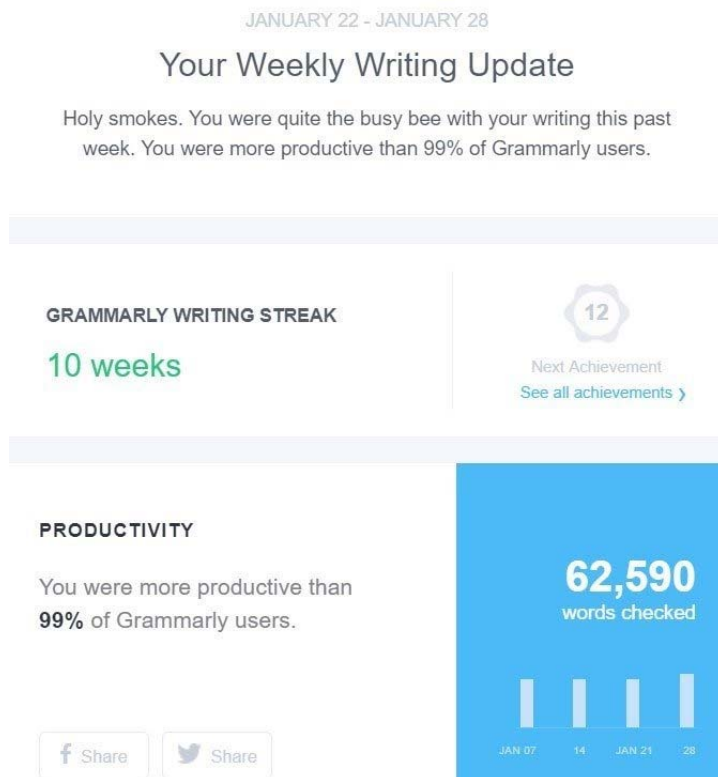 JANUARY 22 - JANUARY 28
Your Weekly Writing Update
Holy smokes. You were quite the busy bee with your writing this past
week. You were more productive than 99% of Grammarly users.
GRAMMARLY WRITING STREAK
10 weeks
12
Next Achievement
See all achievements ❯
PRODUCTIVITY
You were more productive than
99% of Grammarly users.
Share
Share
62,590
words checked
JAN 07 14 JAN 21 28